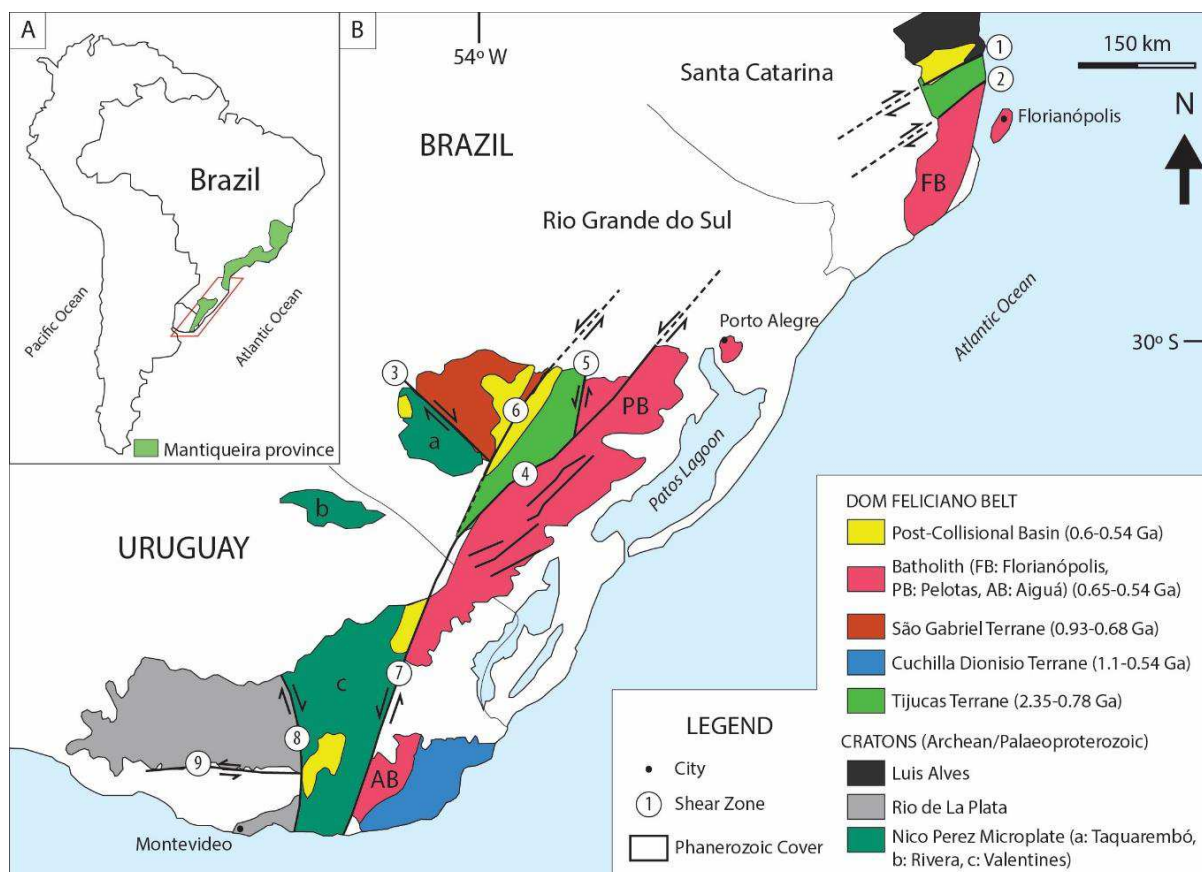 A
Brazil
Pacific Ocean
Atlantic Ocean
Mantiqueira province
B
54º W
150 km
N
Santa Catarina
BRAZIL
Rio Grande do Sul
1
2
Florianópolis
FB
Atlantic Ocean
30º S
Porto Alegre
3
5
6
PB
a
4
Patos Lagoon
b
URUGUAY
7
c
8
9
AB
Montevideo
LEGEND
City
1 Shear Zone
Phanerozoic Cover
DOM FELICIANO BELT
Post-Collisional Basin (0.6-0.54 Ga)
Batholith (FB: Florianópolis,
PB: Pelotas, AB: Aiguá) (0.65-0.54 Ga)
São Gabriel Terrane (0.93-0.68 Ga)
Cuchilla Dionisio Terrane (1.1-0.54 Ga)
Tijucas Terrane (2.35-0.78 Ga)
CRATONS (Archean/Palaeoproterozoic)
Luis Alves
Rio de La Plata
Nico Perez Microplate (a: Taquarembó,
b: Rivera, c: Valentines)